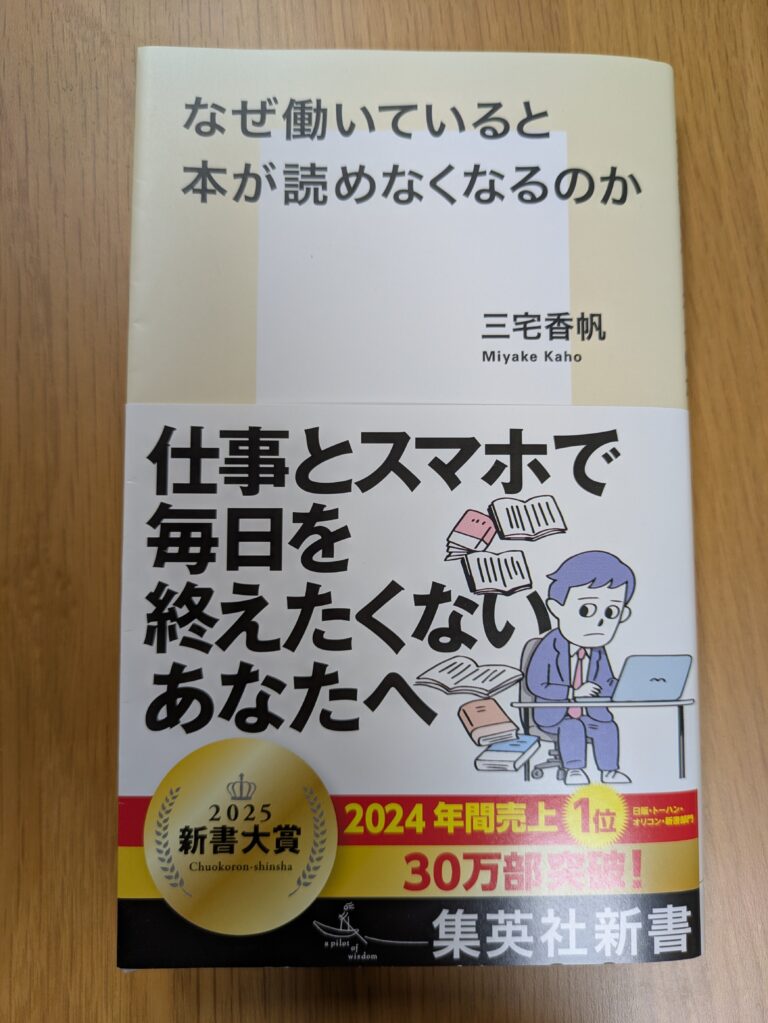 なぜ働いていると
本が読めなくなるのか
三宅香帆
Miyake Kaho
仕事とスマホで
毎日を
終えたくない
あなたへ
2025
新書大賞
Chuokoron-shinsha
2024 年間売上 1位
日販・トーハン・
オリコン・新書部門
30万部突破!
a pilot of wisdom
集英社新書